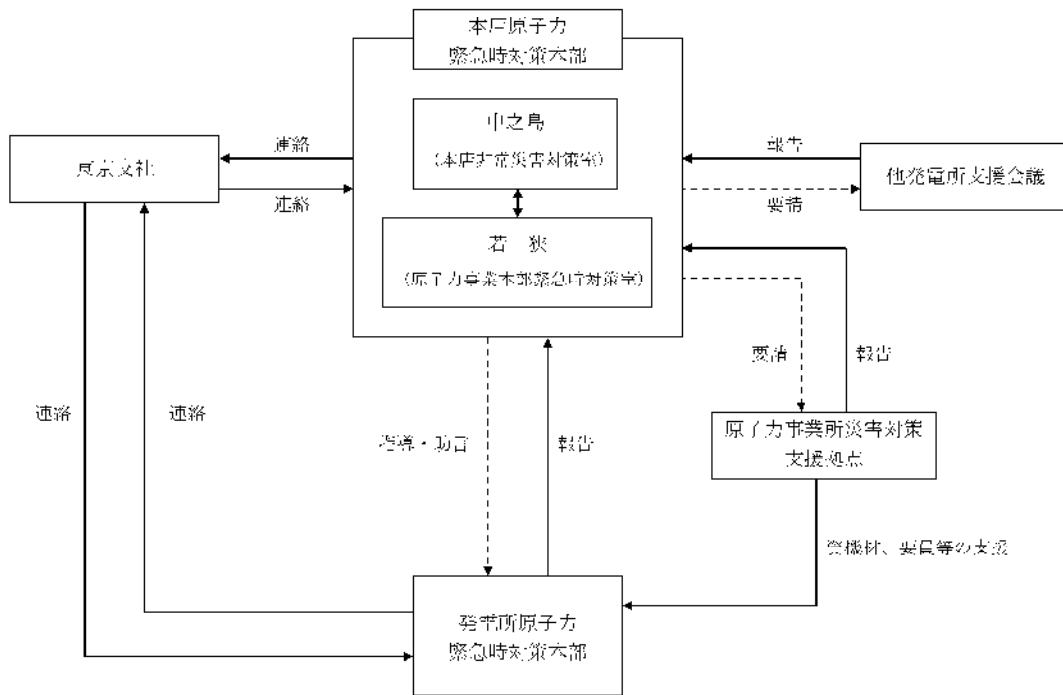 本店原子力
緊急時対策本部
中之島
(本店非常災害対策室)
連絡
報告
東京支社
他発電所支援会議
連絡
要請
若 狭
(原子力事業本部緊急時対策室)
要請
報告
連絡
連絡
指導・助言
報告
原子力事業所災害対策
支援拠点
資機材、要員等の支援
発電所原子力
緊急時対策本部